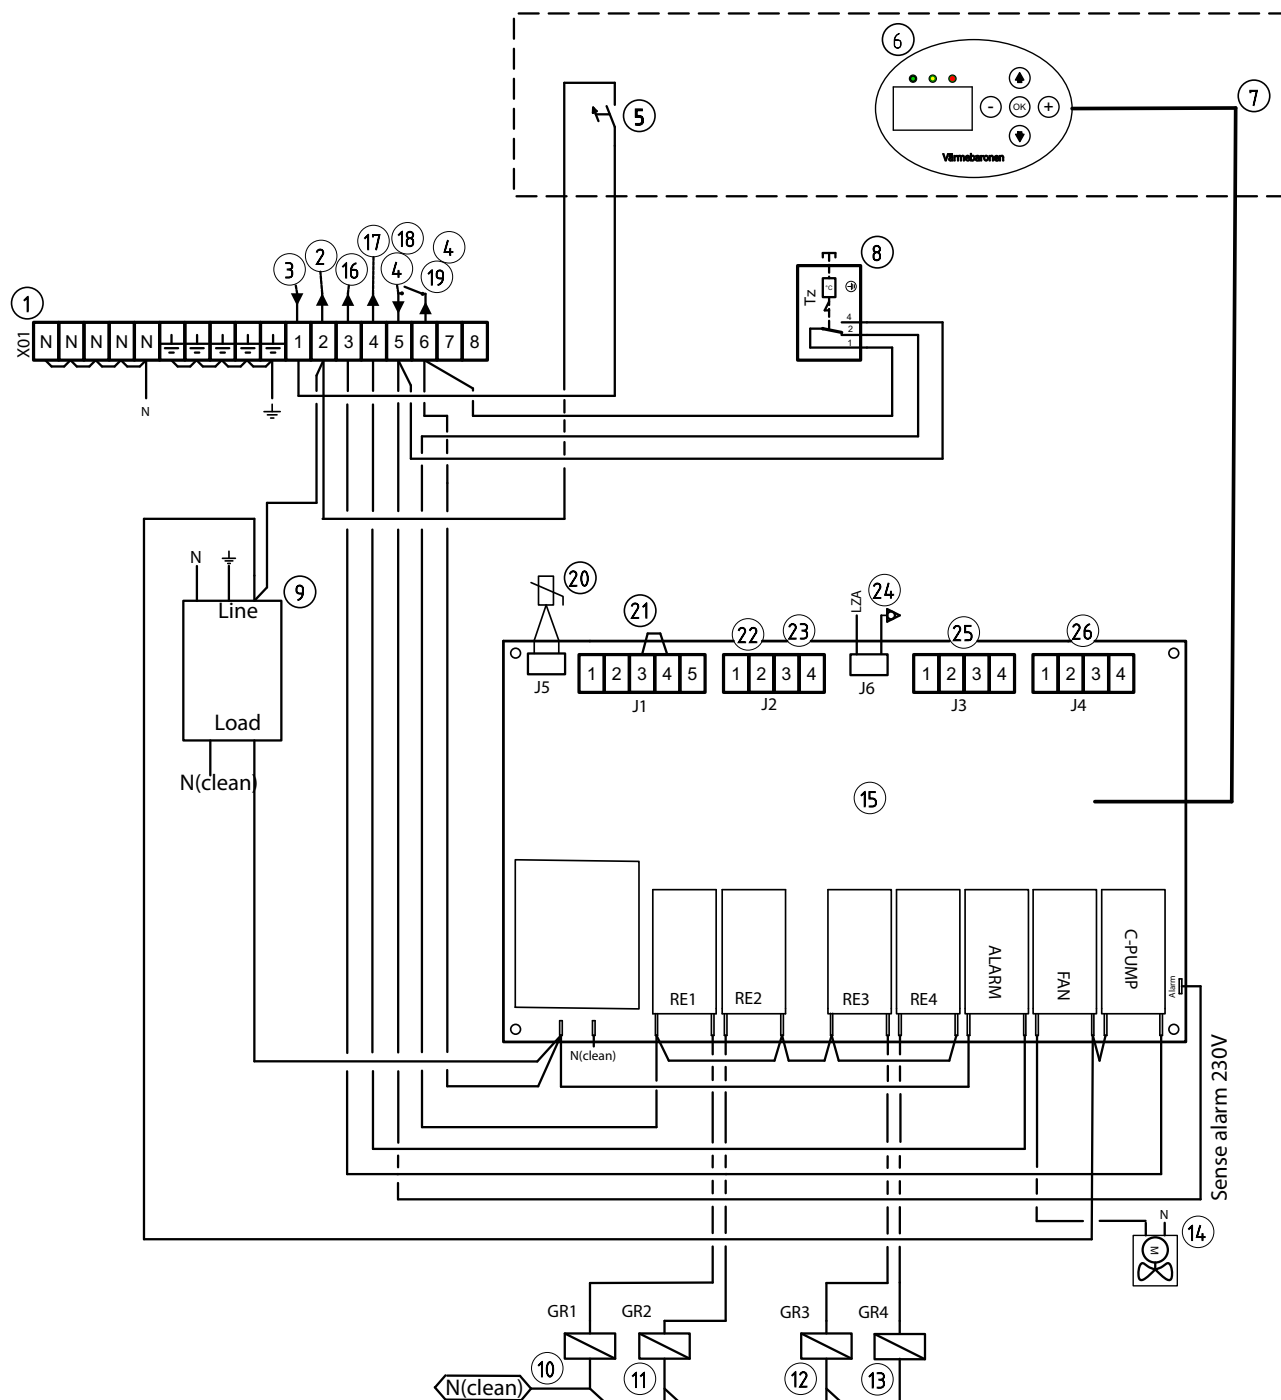 6
7
5
- OK +
Värmebaronen
17 18
3 2 16 4 4 19
8
Tz °C
4
2
1
1
X01
N N N N N 1 2 3 4 5 6 7 8
N
N
9
Line
Load
N(clean)
20
21
22
23
LZA
24
25
26
J5
1 2 3 4 5
J1
1 2 3 4
J2
J6
1 2 3 4
J3
1 2 3 4
J4
15
RE1
RE2
RE3
RE4
ALARM
FAN
C-PUMP
Alarm
N(clean)
Sense alarm 230V
N
M
14
GR1
GR2
GR3
GR4
10
11
12
13
N(clean)